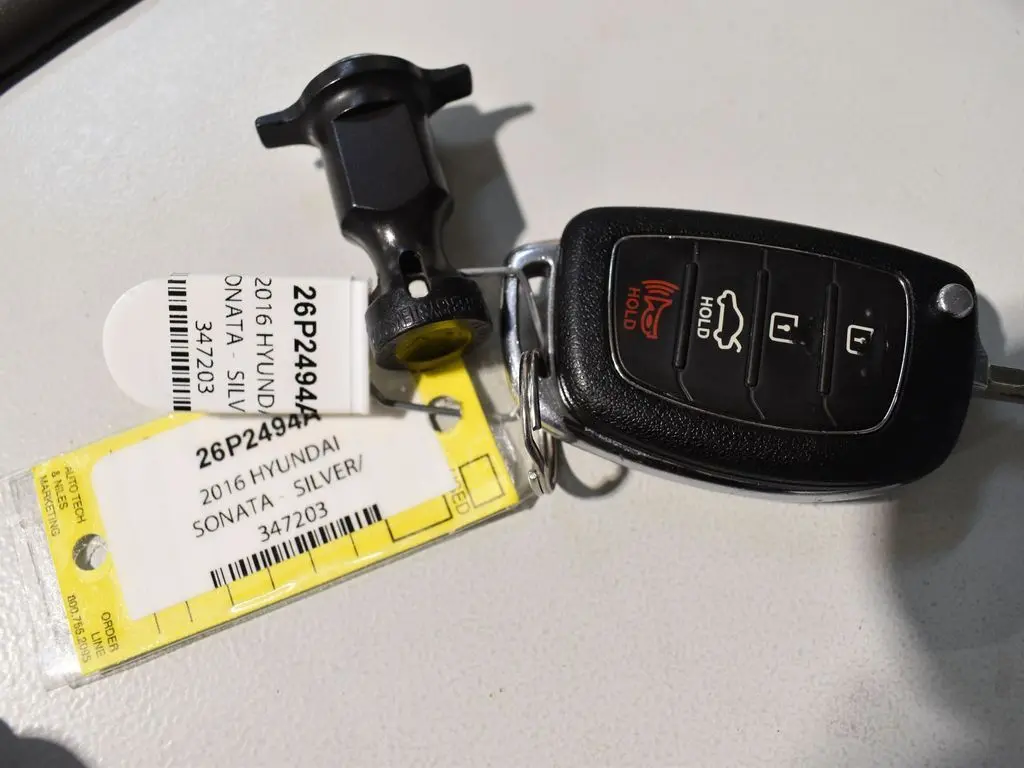 26P2494A
2016 HYUNDA
ONATA - SILV
347203
26P2494A
2016 HYUNDAI
SONATA - SILVER/
347203
AUTO TECH
& NILES
MARKETING
ORDER
LINE
800.756.2095
HOLD
HOLD